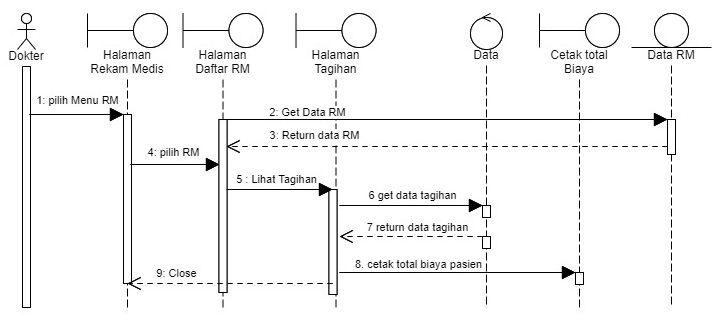 Dokter
Halaman
Rekam Medis
Halaman
Daftar RM
Halaman
Tagihan
Data
Cetak total
Biaya
Data RM
1: pilih Menu RM
2: Get Data RM
3: Return data RM
4: pilih RM
5 : Lihat Tagihan
6 get data tagihan
7 return data tagihan
8. cetak total biaya pasien
9: Close